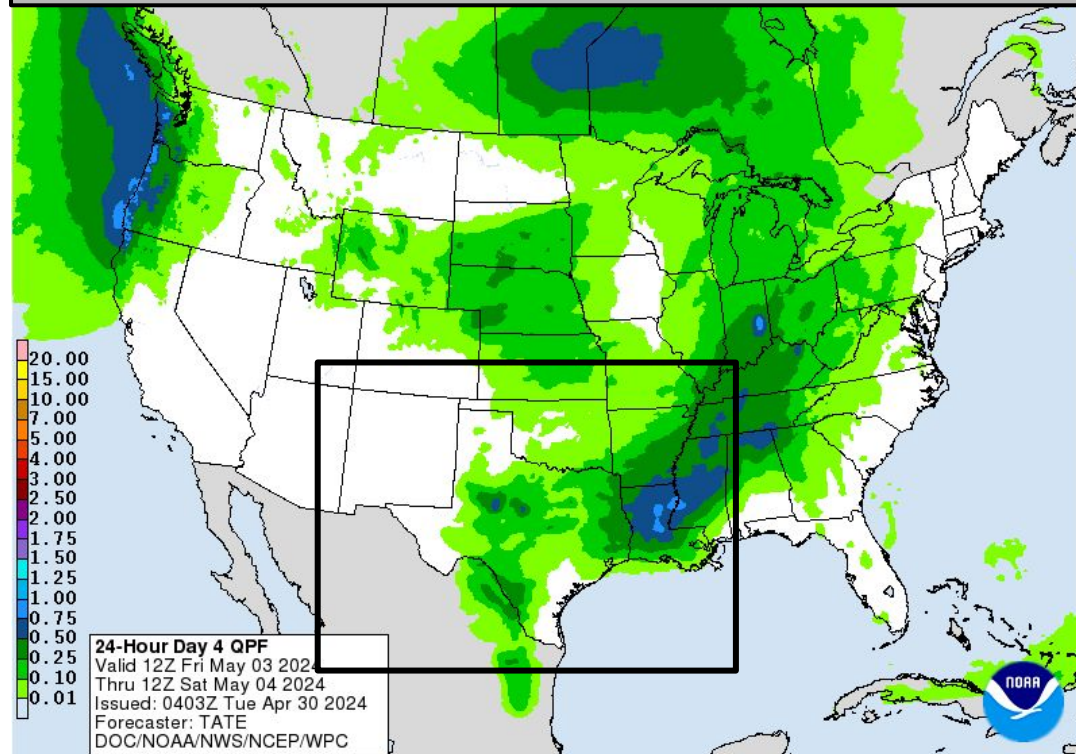 20.00
15.00
10.00
7.00
5.00
4.00
3.00
2.50
2.00
1.75
1.50
1.25
1.00
0.75
0.50
0.25
0.10
0.01
24-Hour Day 4 QPF
Valid 12Z Fri May 03 2024
Thru 12Z Sat May 04 2024
Issued: 0403Z Tue Apr 30 2024
Forecaster: TATE
DOC/NOAA/NWS/NCEP/WPC
NOAA